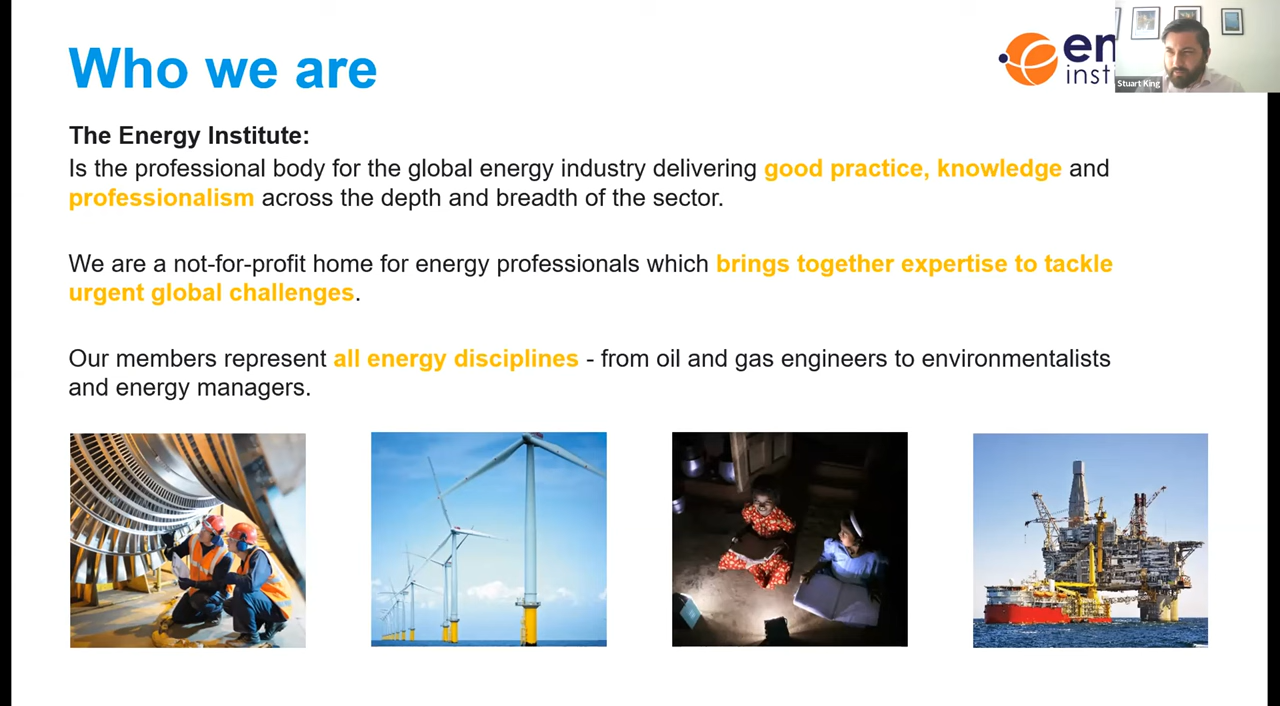 Who we are
en
insti
Stuart King
The Energy Institute:
Is the professional body for the global energy industry delivering good practice, knowledge and
professionalism across the depth and breadth of the sector.
We are a not-for-profit home for energy professionals which brings together expertise to tackle
urgent global challenges.
Our members represent all energy disciplines - from oil and gas engineers to environmentalists
and energy managers.